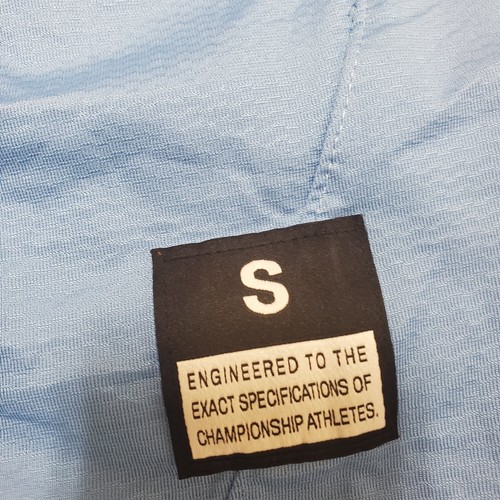 S
ENGINEERED TO THE
EXACT SPECIFICATIONS OF
CHAMPIONSHIP ATHLETES.